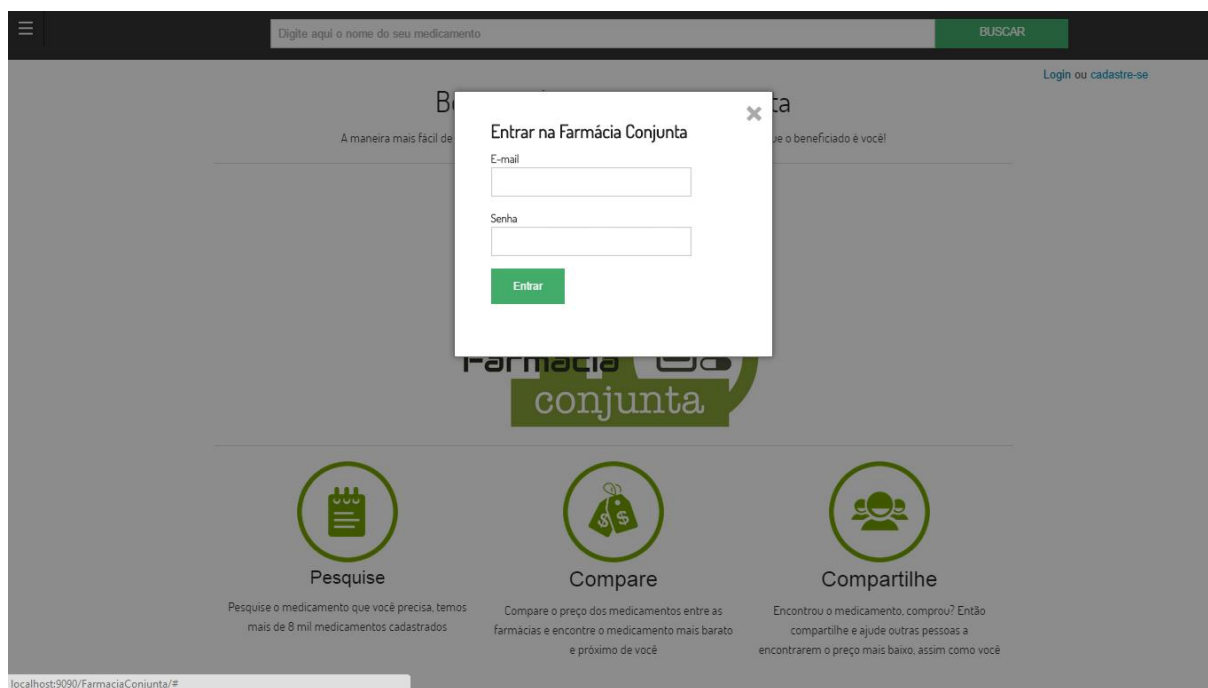 Digite aqui o nome do seu medicamento BUSCAR
Login ou cadastre-se
A maneira mais fácil de
o beneficiado é você!
Entrar na Farmácia Conjunta
E-mail
Senha
Entrar
Farmácia
conjunta
Pesquise
Pesquise o medicamento que você precisa, temos
mais de 8 mil medicamentos cadastrados
Compare
Compare o preço dos medicamentos entre as
farmácias e encontre o medicamento mais barato
e próximo de você
Compartilhe
Encontrou o medicamento, comprou? Então
compartilhe e ajude outras pessoas a
encontrarem o preço mais baixo, assim como você
localhost:9090/FarmaciaConjunta/#